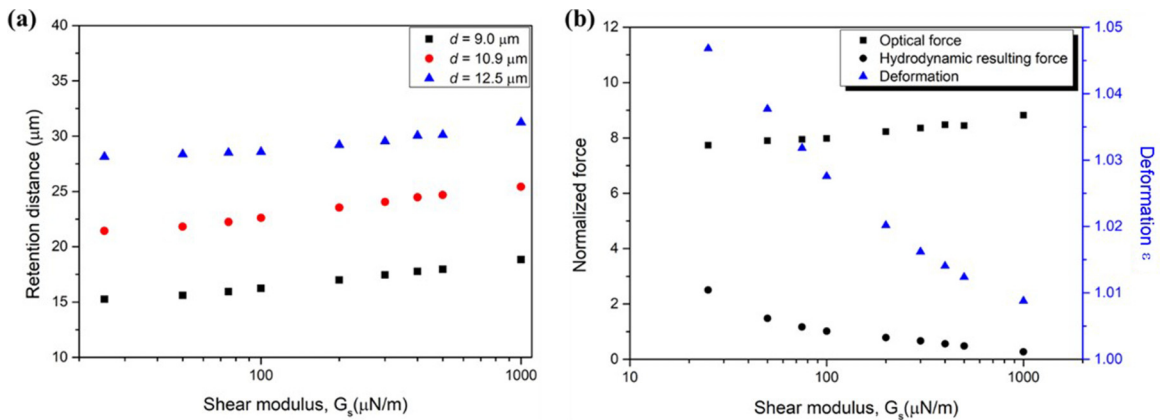 (a)
40
35
30
25
20
15
10
Retention distance (μm)
d = 9.0 μm
d = 10.9 μm
d = 12.5 μm
100
1000
Shear modulus, Gs(μN/m)
(b)
12
10
8
6
4
2
0
Normalized force
Optical force
Hydrodynamic resulting force
Deformation
1.05
1.04
1.03
1.02
1.01
1.00
Deformation ε
10
100
1000
Shear modulus, Gs(μN/m)